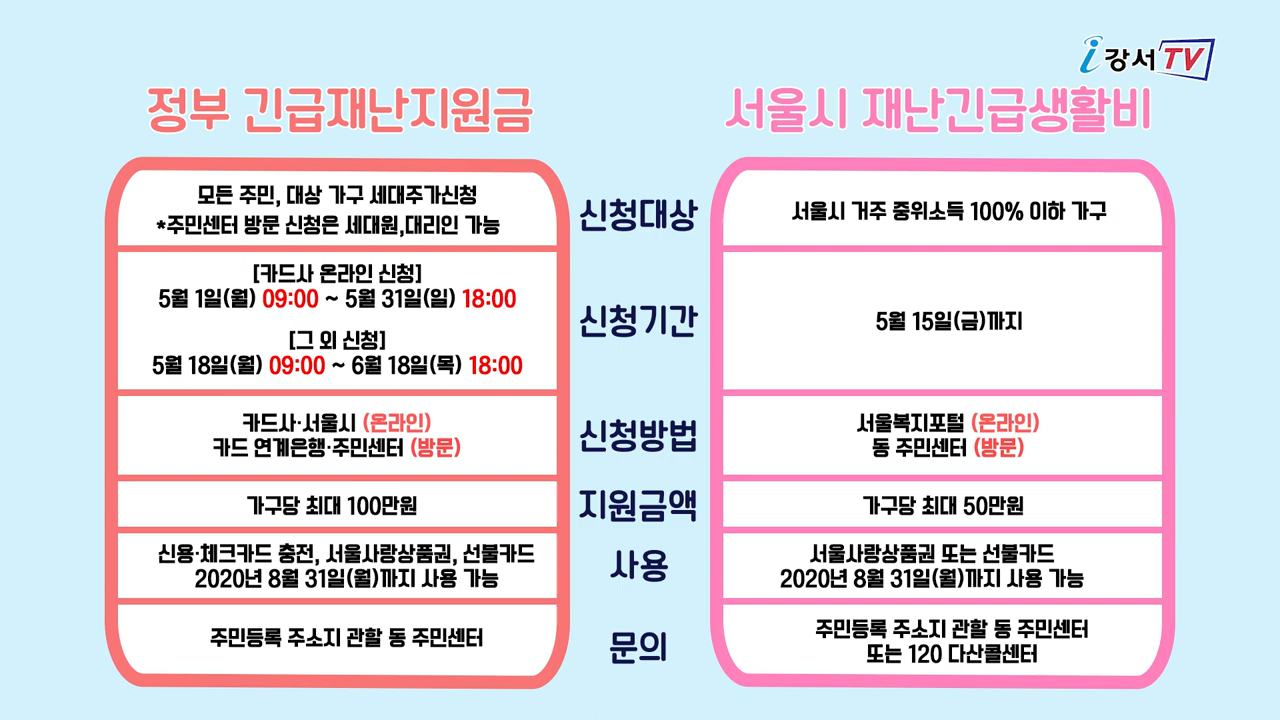 i강서TV
정부 긴급재난지원금
서울시 재난긴급생활비
모든 주민, 대상 가구 세대주가신청
*주민센터 방문 신청은 세대원,대리인 가능
신청대상
서울시 거주 중위소득 100% 이하 가구
[카드사 온라인 신청]
5월 1일(월) 09:00 ~ 5월 31일(일) 18:00
[그 외 신청]
5월 18일(월) 09:00 ~ 6월 18일(목) 18:00
신청기간
5월 15일(금)까지
카드사·서울시 (온라인)
카드 연계은행·주민센터 (방문)
신청방법
서울복지포털 (온라인)
동 주민센터 (방문)
가구당 최대 100만원
지원금액
가구당 최대 50만원
신용·체크카드 충전, 서울사랑상품권, 선불카드
2020년 8월 31일(월)까지 사용 가능
사용
서울사랑상품권 또는 선불카드
2020년 8월 31일(월)까지 사용 가능
주민등록 주소지 관할 동 주민센터
문의
주민등록 주소지 관할 동 주민센터
또는 120 다산콜센터